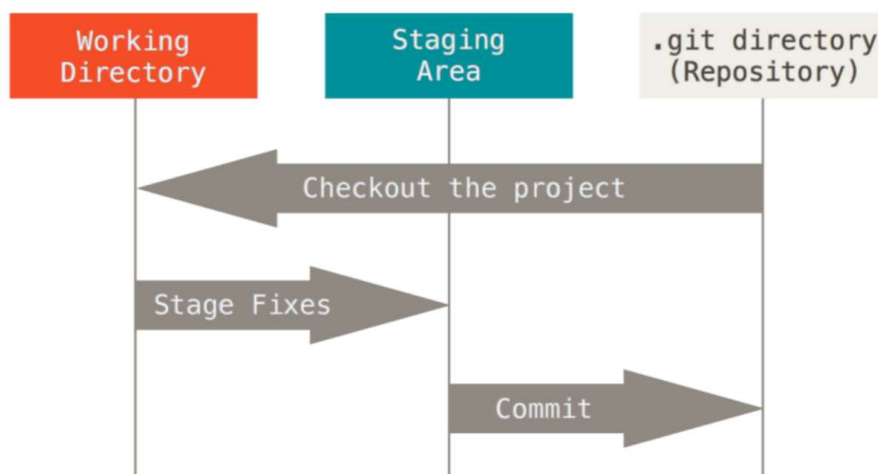 Working
Directory
Staging
Area
.git directory
(Repository)
Checkout the project
Stage Fixes
Commit